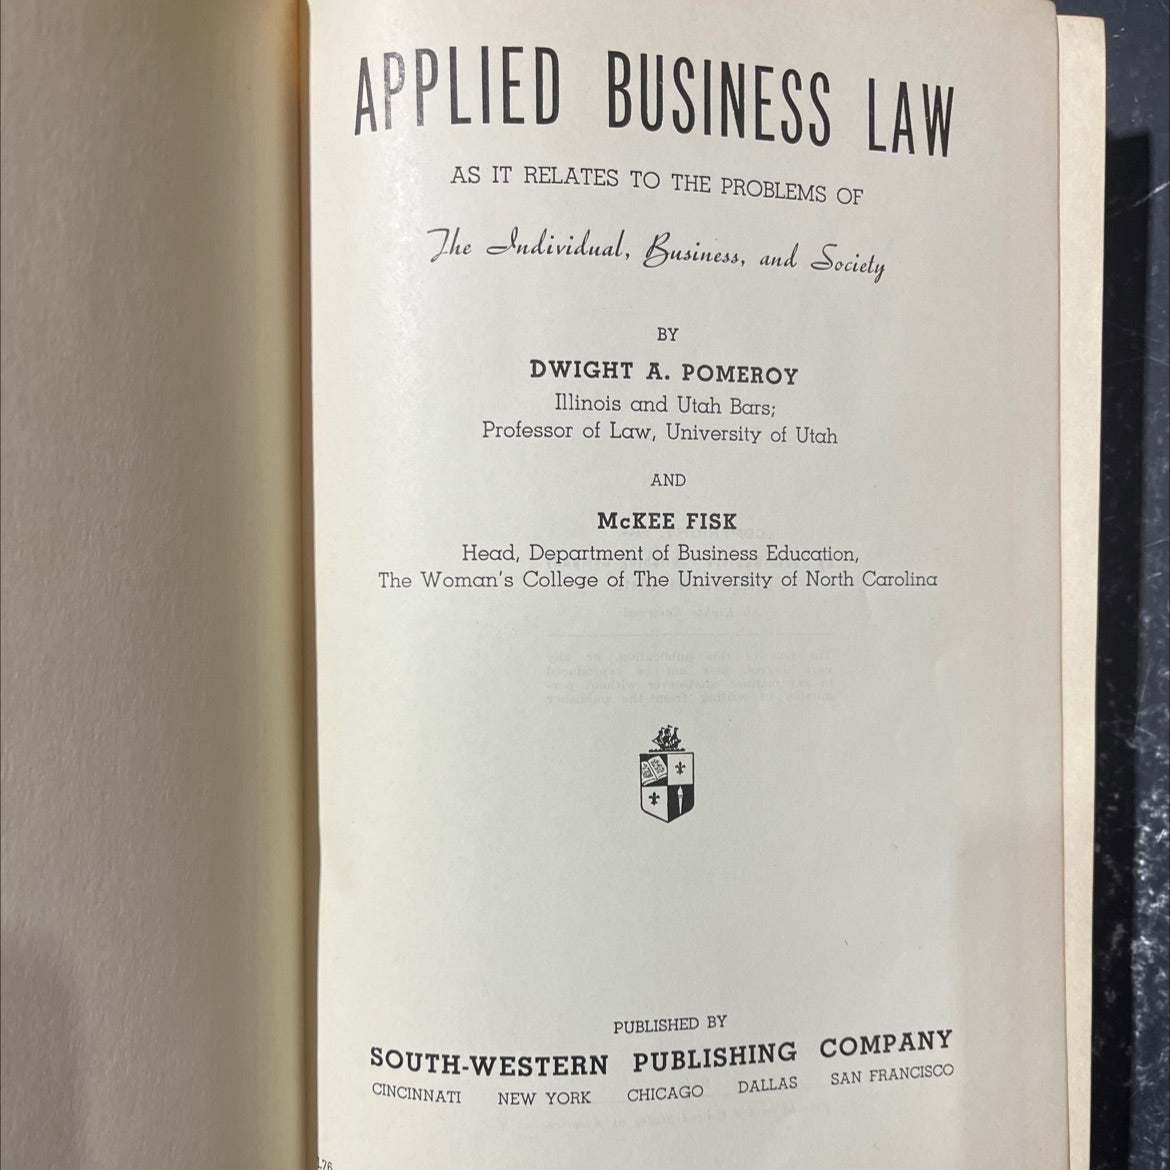 APPLIED BUSINESS LAW
AS IT RELATES TO THE PROBLEMS OF
The Individual, Business, and Society
BY
DWIGHT A. POMEROY
Illinois and Utah Bars;
Professor of Law, University of Utah
AND
McKEE FISK
Head, Department of Business Education,
The Woman's College of The University of North Carolina
PUBLISHED BY
SOUTH-WESTERN PUBLISHING COMPANY
CINCINNATI NEW YORK CHICAGO DALLAS SAN FRANCISCO